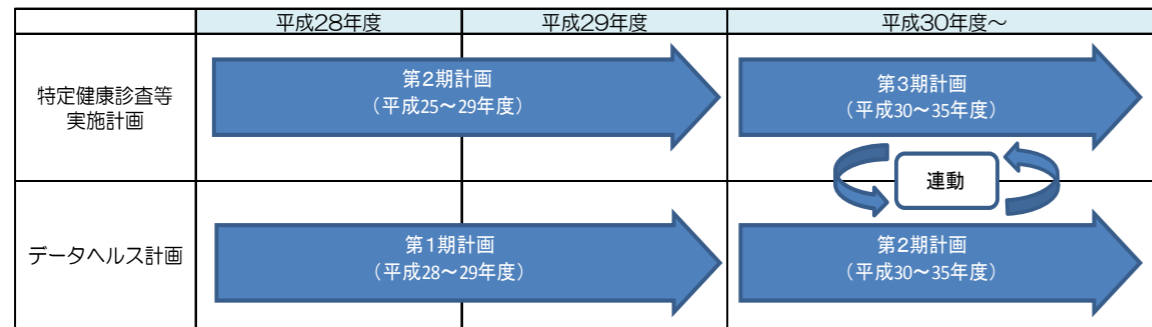 平成28年度 平成29年度 平成30年度～
特定健康診査等
実施計画
第2期計画
（平成25～29年度）
第3期計画
（平成30～35年度）
連動
データヘルス計画
第1期計画
（平成28～29年度）
第2期計画
（平成30～35年度）